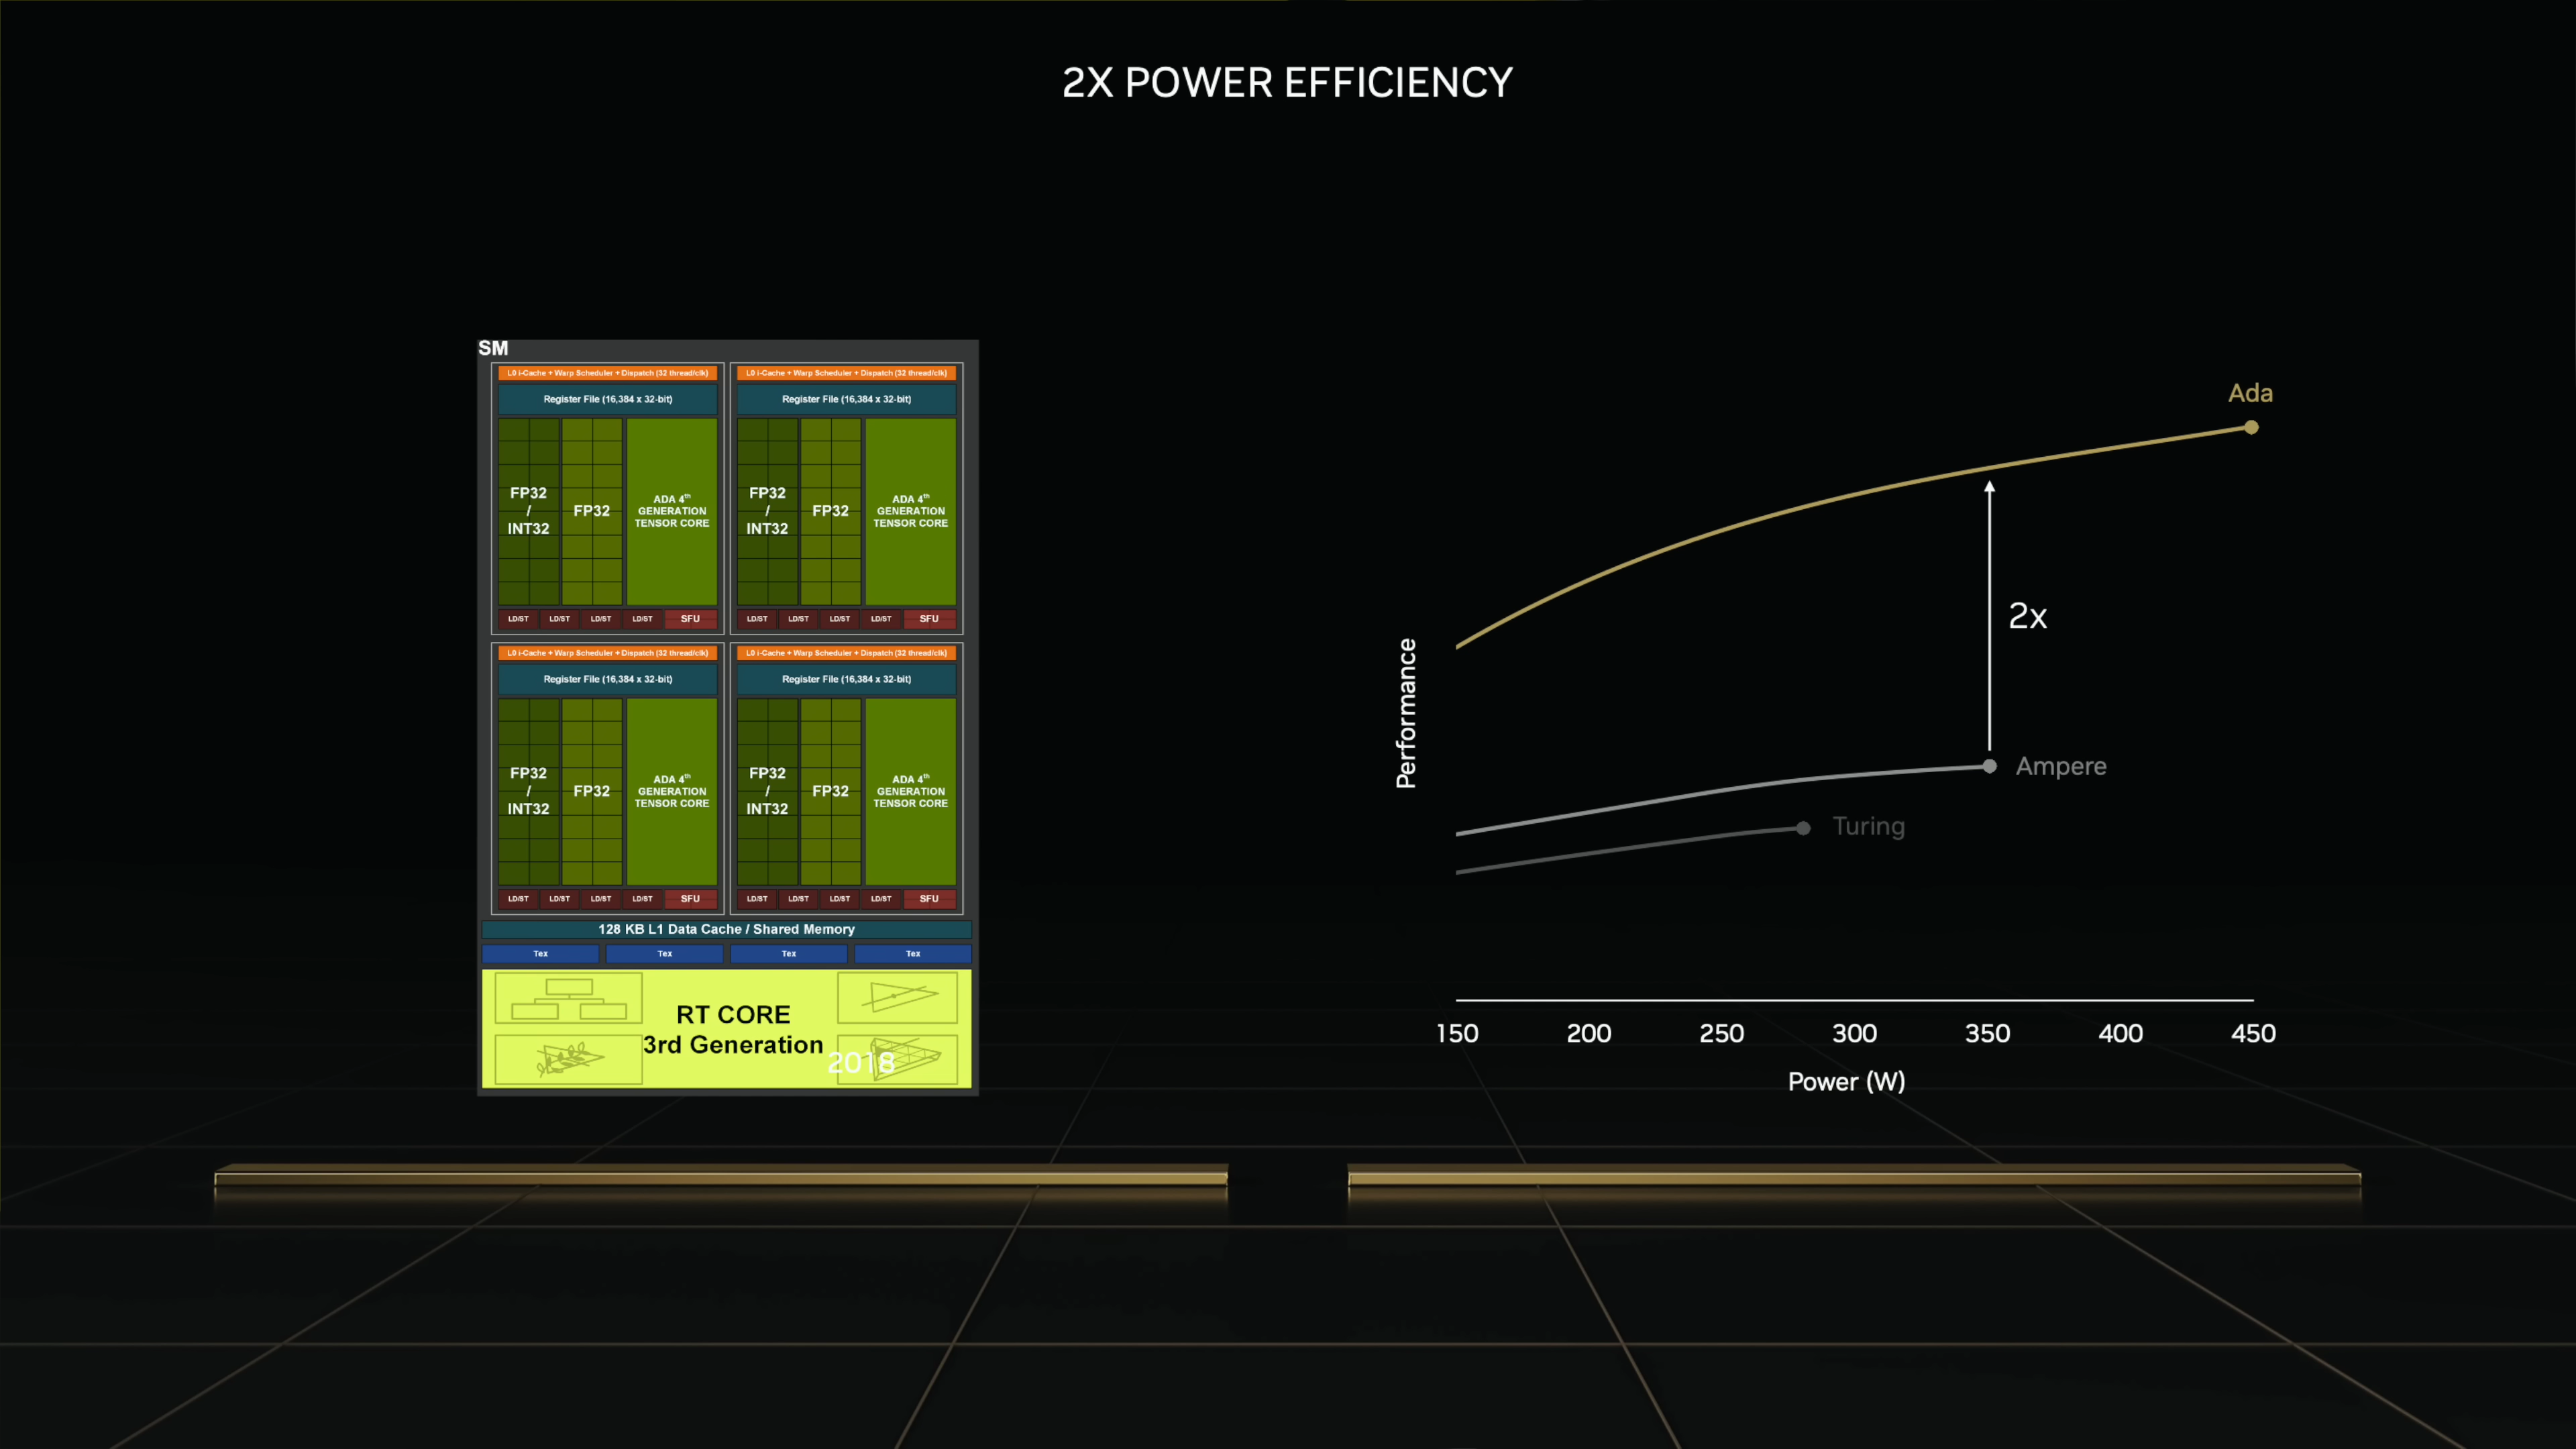 2X POWER EFFICIENCY
SM
L0 i-Cache + Warp Scheduler + Dispatch (32 thread/clk)
Register File (16,384 x 32-bit)
FP32
/
INT32
FP32
ADA 4th
GENERATION
TENSOR CORE
LD/ST LD/ST LD/ST LD/ST SFU
L0 i-Cache + Warp Scheduler + Dispatch (32 thread/clk)
Register File (16,384 x 32-bit)
FP32
/
INT32
FP32
ADA 4th
GENERATION
TENSOR CORE
LD/ST LD/ST LD/ST LD/ST SFU
L0 i-Cache + Warp Scheduler + Dispatch (32 thread/clk)
Register File (16,384 x 32-bit)
FP32
/
INT32
FP32
ADA 4th
GENERATION
TENSOR CORE
LD/ST LD/ST LD/ST LD/ST SFU
L0 i-Cache + Warp Scheduler + Dispatch (32 thread/clk)
Register File (16,384 x 32-bit)
FP32
/
INT32
FP32
ADA 4th
GENERATION
TENSOR CORE
LD/ST LD/ST LD/ST LD/ST SFU
128 KB L1 Data Cache / Shared Memory
Tex Tex Tex Tex
RT CORE
3rd Generation
2018
Ada
2x
Performance
Ampere
Turing
150 200 250 300 350 400 450
Power (W)